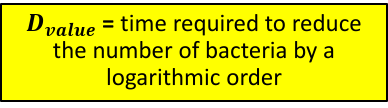 D_value = time required to reduce
the number of bacteria by a
logarithmic order